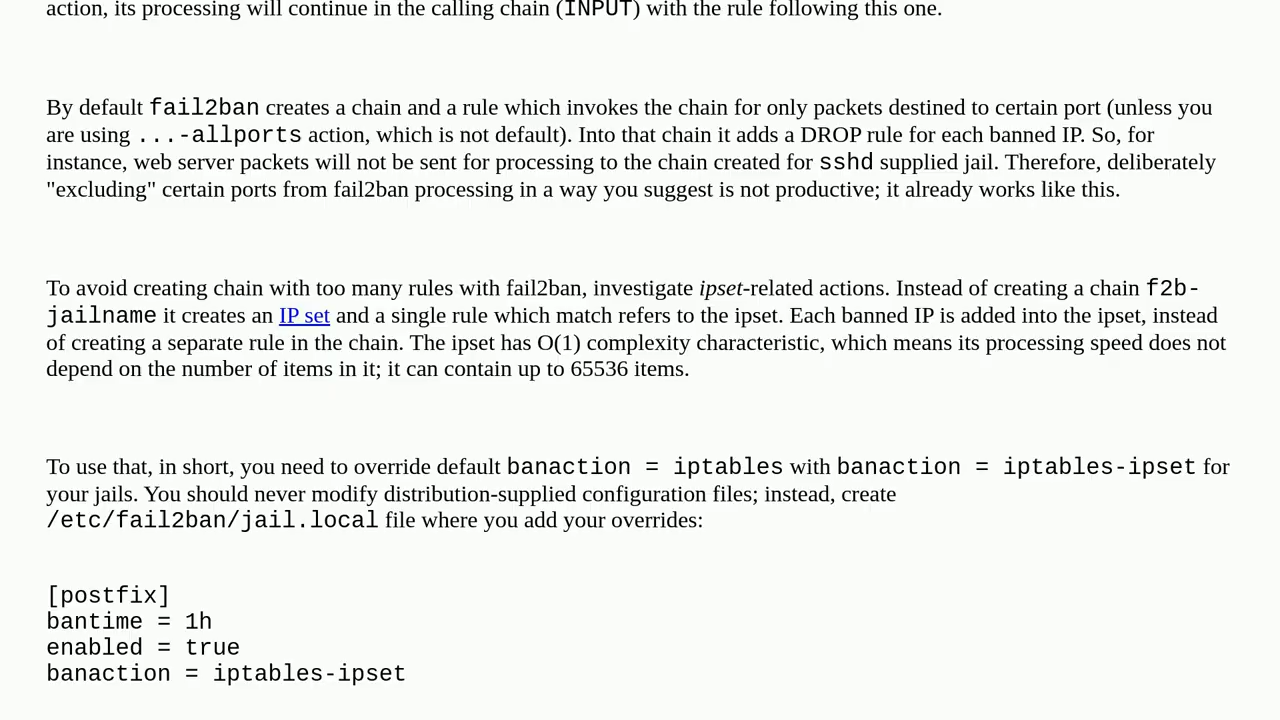 action, its processing will continue in the calling chain (INPUT) with the rule following this one.
By default fail2ban creates a chain and a rule which invokes the chain for only packets destined to certain port (unless you
are using ...-allports action, which is not default). Into that chain it adds a DROP rule for each banned IP. So, for
instance, web server packets will not be sent for processing to the chain created for sshd supplied jail. Therefore, deliberately
"excluding" certain ports from fail2ban processing in a way you suggest is not productive; it already works like this.
To avoid creating chain with too many rules with fail2ban, investigate ipset-related actions. Instead of creating a chain f2b-
jailname it creates an IP set and a single rule which match refers to the ipset. Each banned IP is added into the ipset, instead
of creating a separate rule in the chain. The ipset has O(1) complexity characteristic, which means its processing speed does not
depend on the number of items in it; it can contain up to 65536 items.
To use that, in short, you need to override default banaction = iptables with banaction = iptables-ipset for
your jails. You should never modify distribution-supplied configuration files; instead, create
/etc/fail2ban/jail.local file where you add your overrides:
[postfix]
bantime = 1h
enabled = true
banaction = iptables-ipset